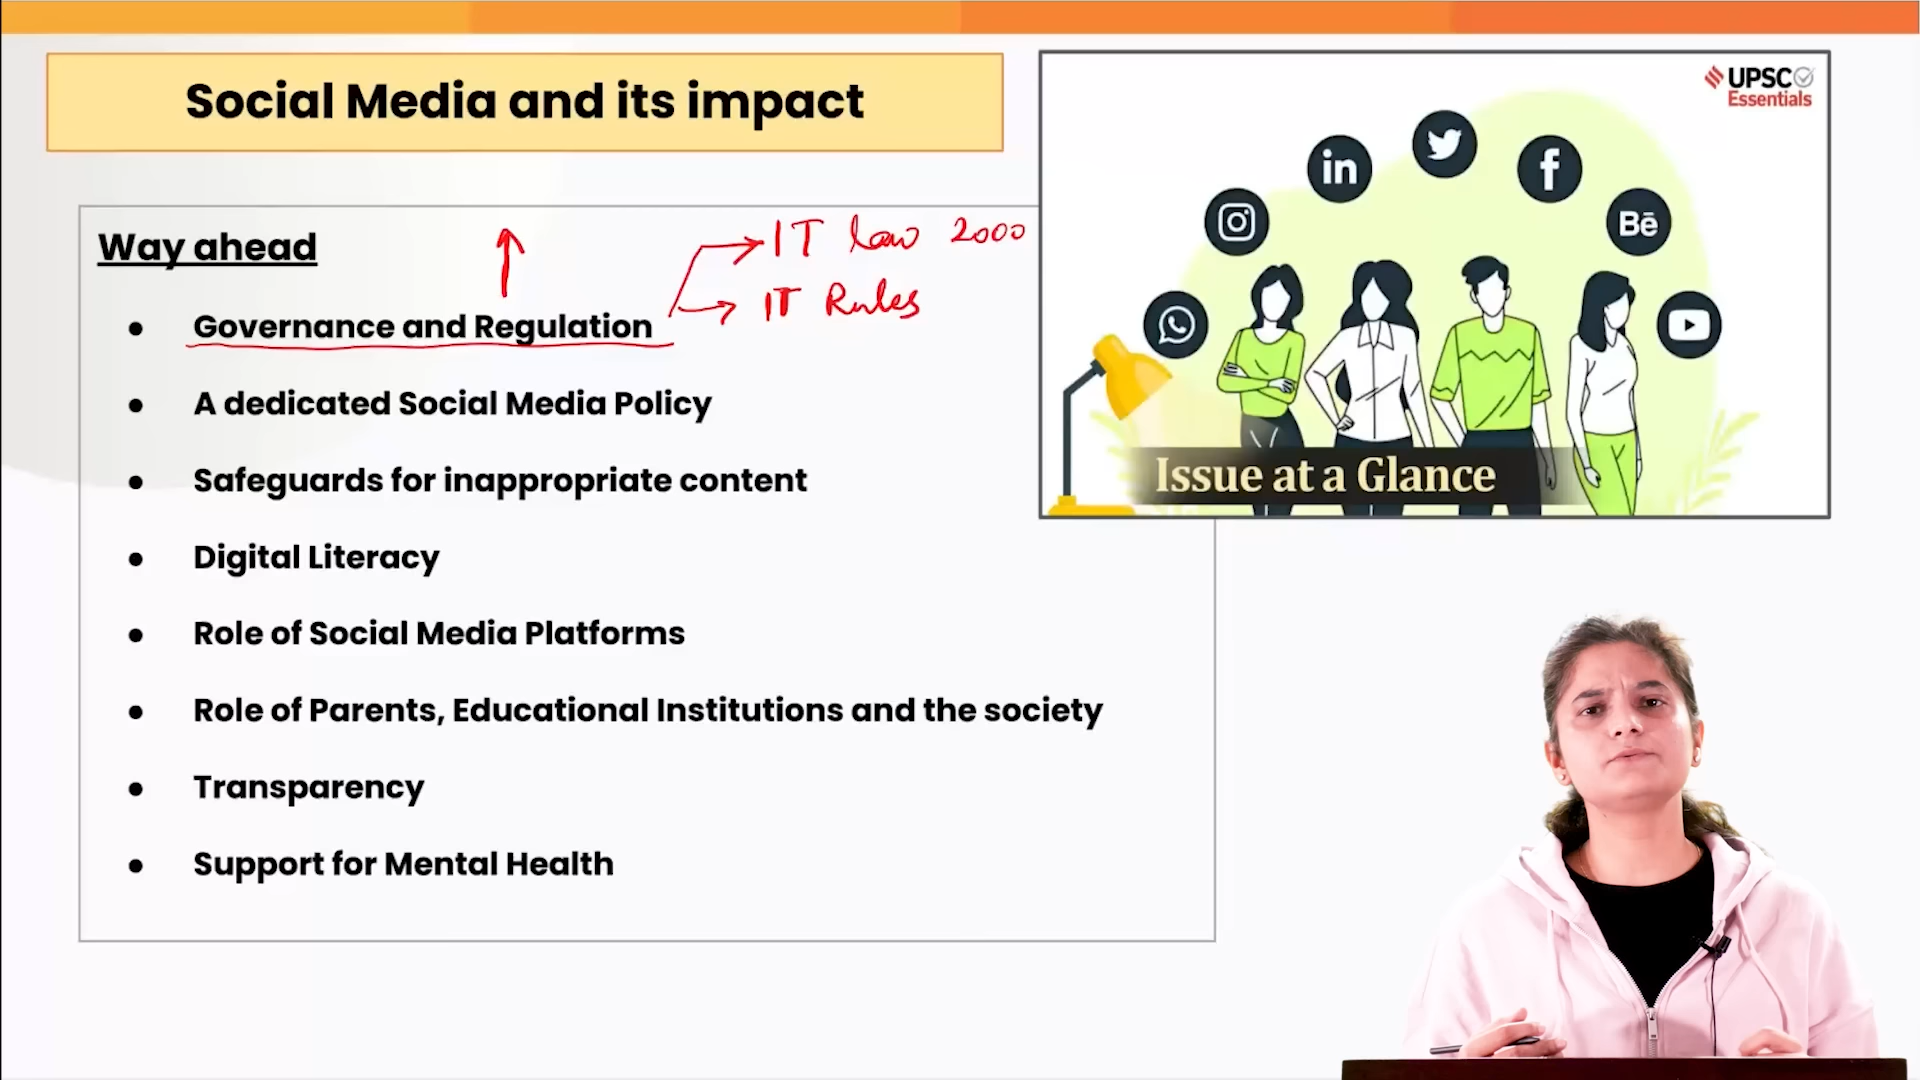 Social Media and its impact
UPSC
Essentials
in
f
Bē
Way ahead
IT law 2000
IT Rules
● Governance and Regulation
● A dedicated Social Media Policy
● Safeguards for inappropriate content
Issue at a Glance
● Digital Literacy
● Role of Social Media Platforms
● Role of Parents, Educational Institutions and the society
● Transparency
● Support for Mental Health